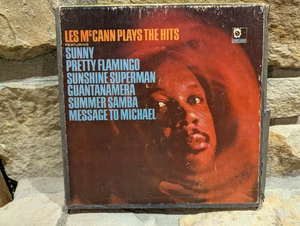 LES McCANN PLAYS THE HITS
FEATURING
SUNNY
PRETTY FLAMINGO
SUNSHINE SUPERMAN
GUANTANAMERA
SUMMER SAMBA
MESSAGE TO MICHAEL